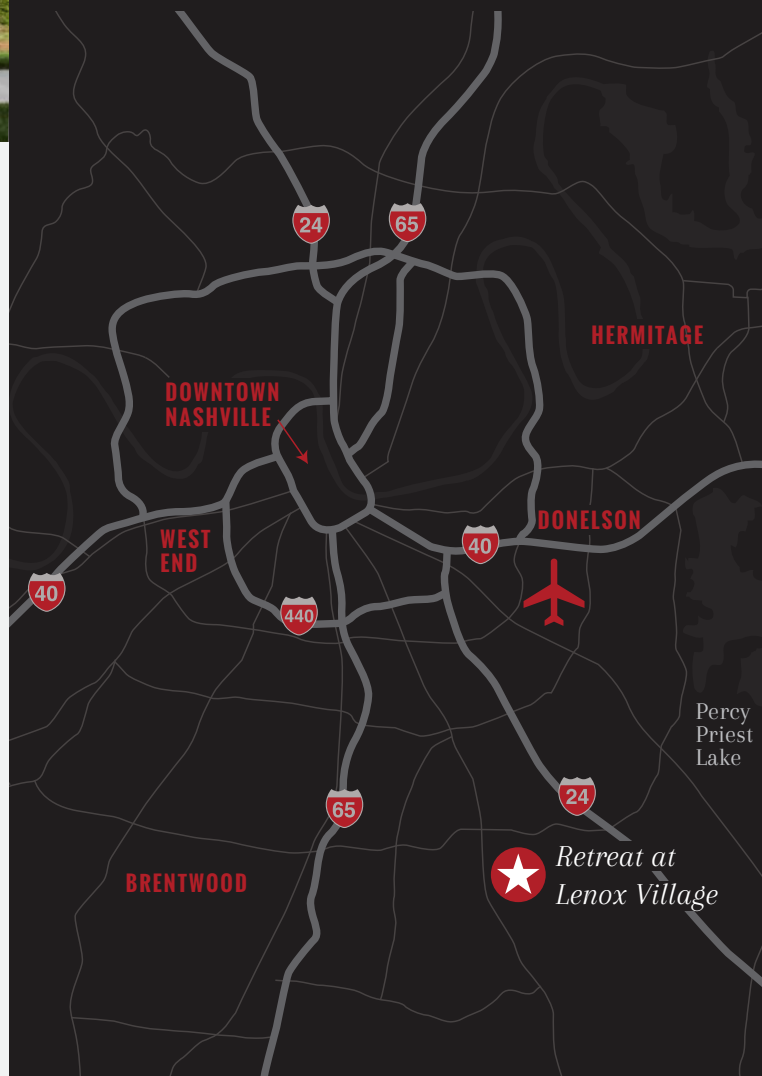 24
65
HERMITAGE
DOWNTOWN
NASHVILLE
DONELSON
WEST
END
40
40
440
Percy
Priest
Lake
24
65
Retreat at
Lenox Village
BRENTWOOD